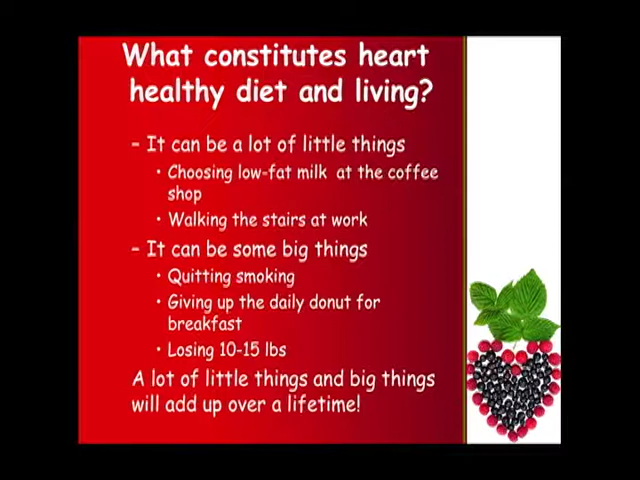 What constitutes heart
healthy diet and living?
– It can be a lot of little things
• Choosing low-fat milk at the coffee
shop
• Walking the stairs at work
– It can be some big things
• Quitting smoking
• Giving up the daily donut for
breakfast
• Losing 10-15 lbs
A lot of little things and big things
will add up over a lifetime!